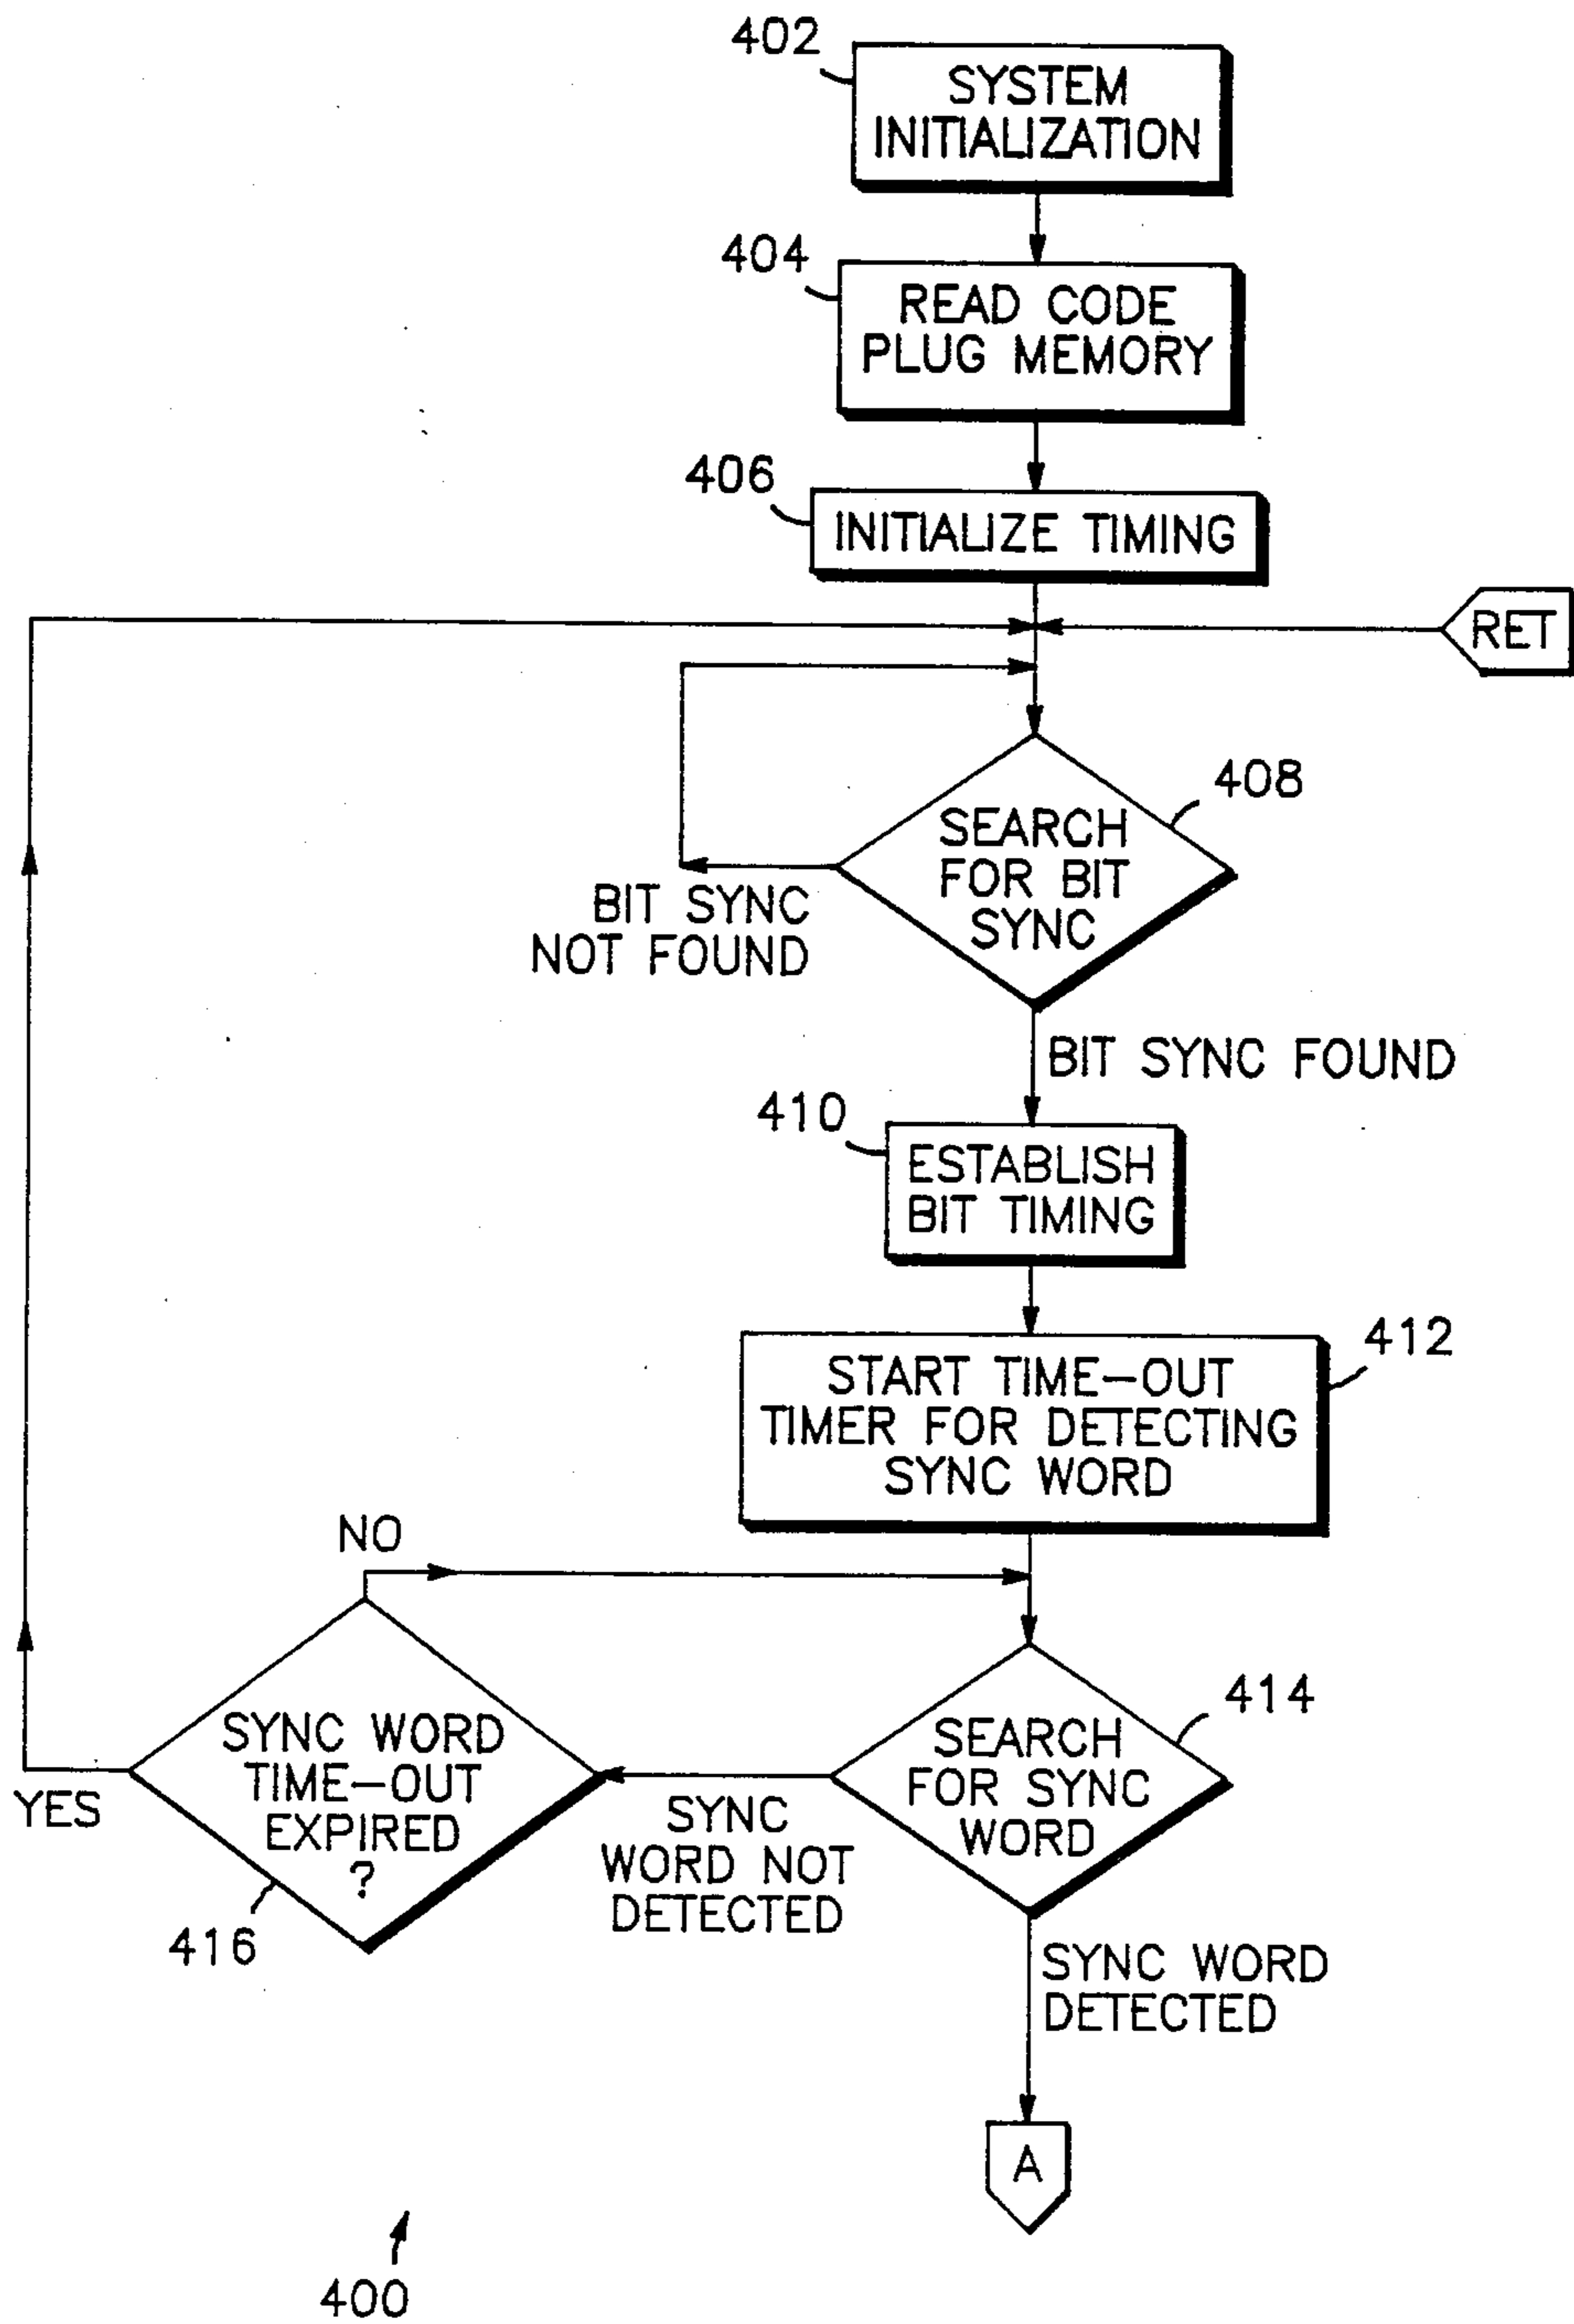 402
SYSTEM
INITIALIZATION
404
READ CODE
PLUG MEMORY
406
INITIALIZE TIMING
RET
408
SEARCH
FOR BIT
SYNC
BIT SYNC
NOT FOUND
BIT SYNC FOUND
410
ESTABLISH
BIT TIMING
412
START TIME-OUT
TIMER FOR DETECTING
SYNC WORD
NO
414
SEARCH
FOR SYNC
WORD
SYNC WORD
TIME-OUT
EXPIRED
?
YES
SYNC
WORD NOT
DETECTED
416
SYNC WORD
DETECTED
A
400